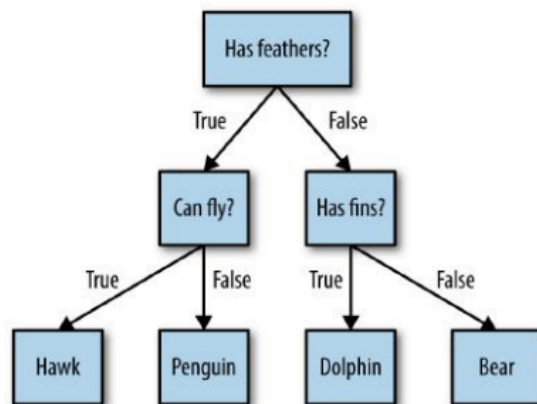 Has feathers?
True
False
Can fly?
Has fins?
True
False
True
False
Hawk
Penguin
Dolphin
Bear